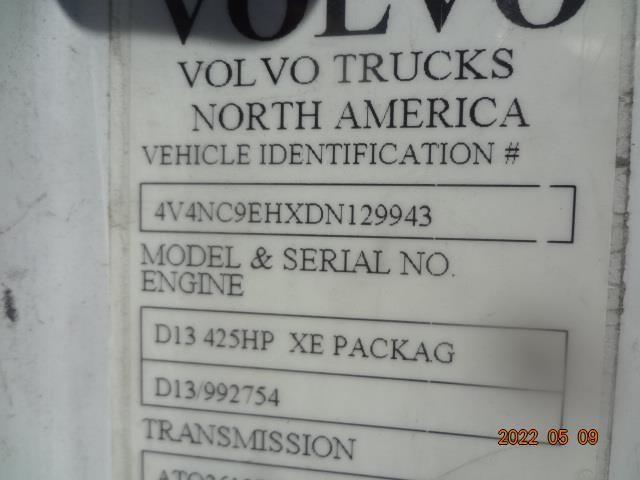 VOLVO
VOLVO TRUCKS
NORTH AMERICA
VEHICLE IDENTIFICATION #
4V4NC9EHXDN129943
MODEL & SERIAL NO.
ENGINE
D13 425HP XE PACKAG
D13/992754
TRANSMISSION
2022 05 09